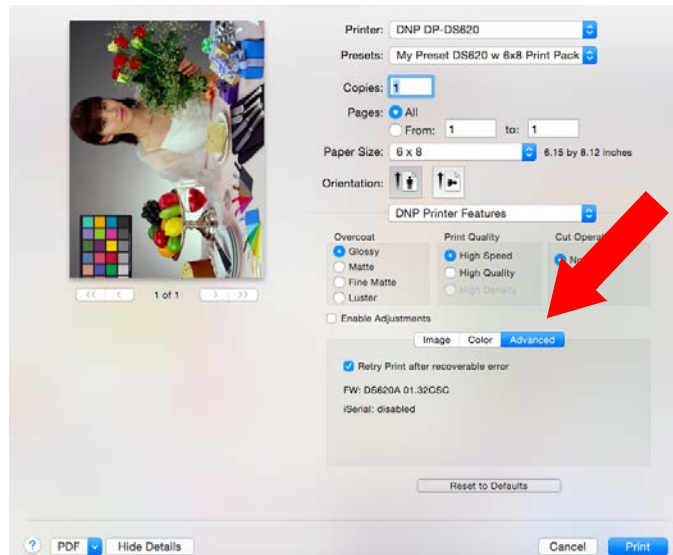 Printer: DNP DP-DS620
Presets: My Preset DS620 w 6x8 Print Pack
Copies: 1
Pages: All
From: 1 to: 1
Paper Size: 6 x 8 6.15 by 8.12 inches
Orientation:
DNP Printer Features
Overcoat Print Quality Cut
Glossy High Speed
Matte High Quality
Fine Matte High Density
Luster
1 of 1
Enable Adjustments
Image Color Advanced
Retry Print after recoverable error
FW: DS620A 01.32CSC
iSerial: disabled
Reset to Defaults
? PDF Hide Details Cancel Print